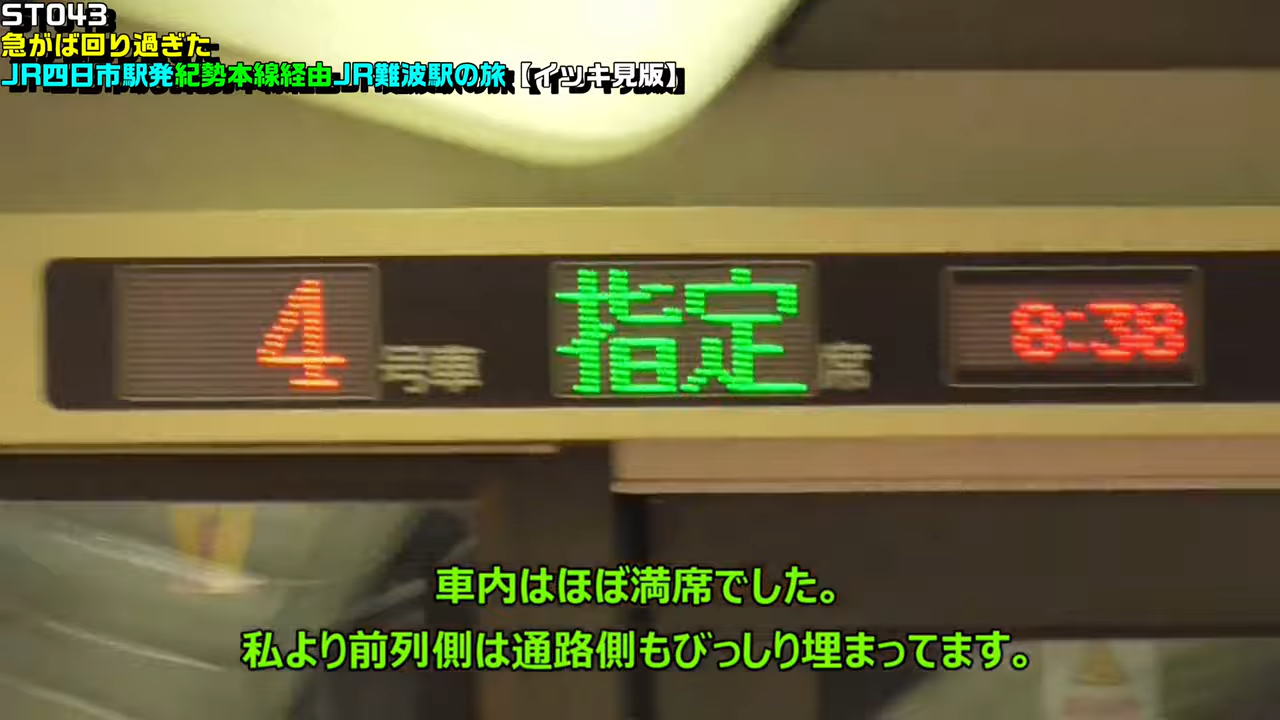 ST043
急がば回り過ぎた
JR四日市駅発紀勢本線経由JR難波駅の旅【イツキ見版】
4号車 指定席 8:38
車内はほぼ満席でした。
私より前列側は通路側もびっしり埋まってます。